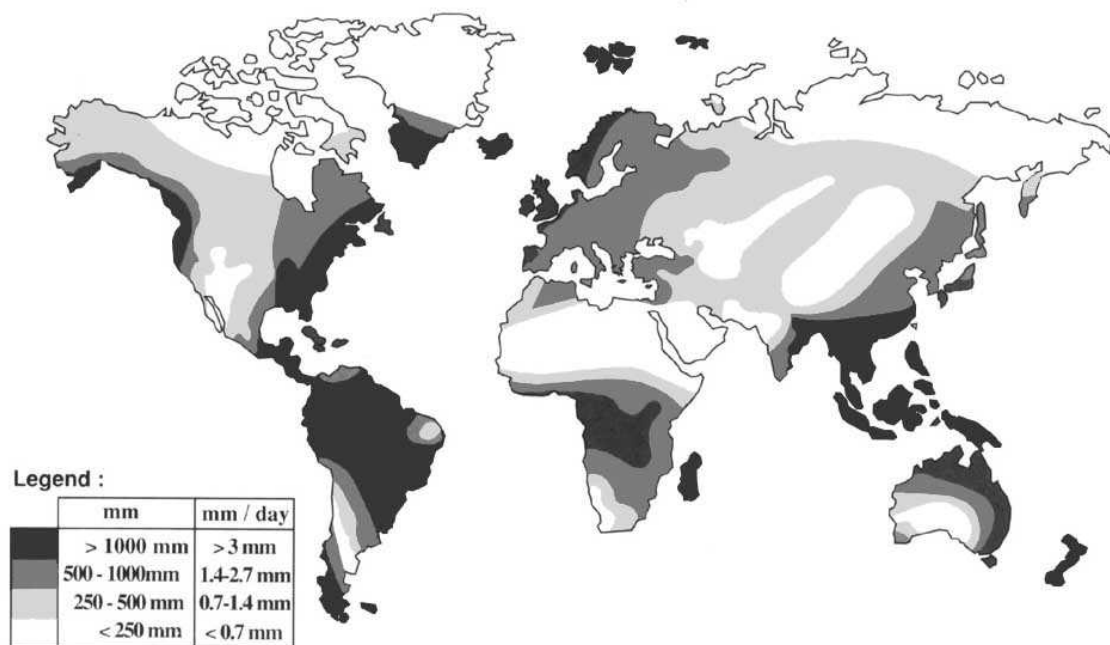 Legend :
mm mm / day
> 1000 mm > 3 mm
500 - 1000mm 1.4-2.7 mm
250 - 500 mm 0.7-1.4 mm
< 250 mm < 0.7 mm